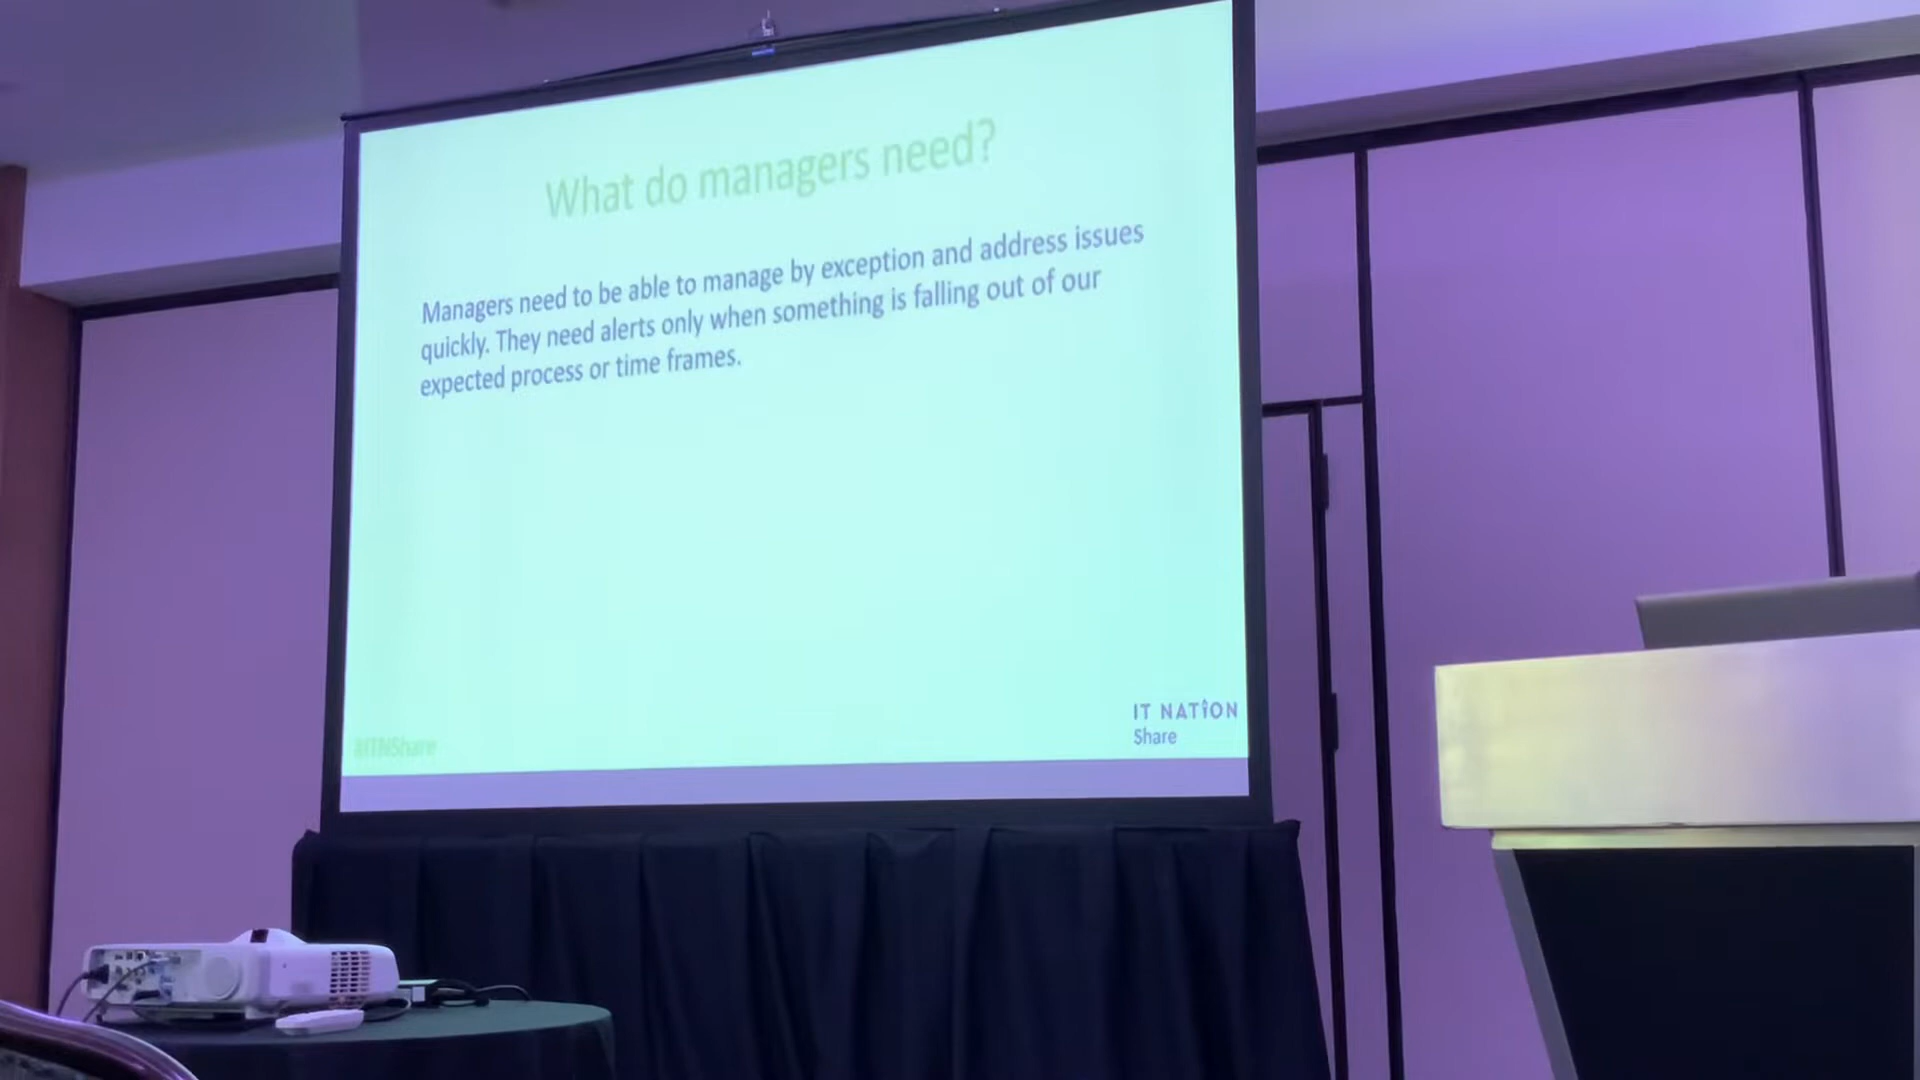 What do managers need?
Managers need to be able to manage by exception and address issues
quickly. They need alerts only when something is falling out of our
expected process or time frames.
#ITNShare
IT NATION
Share